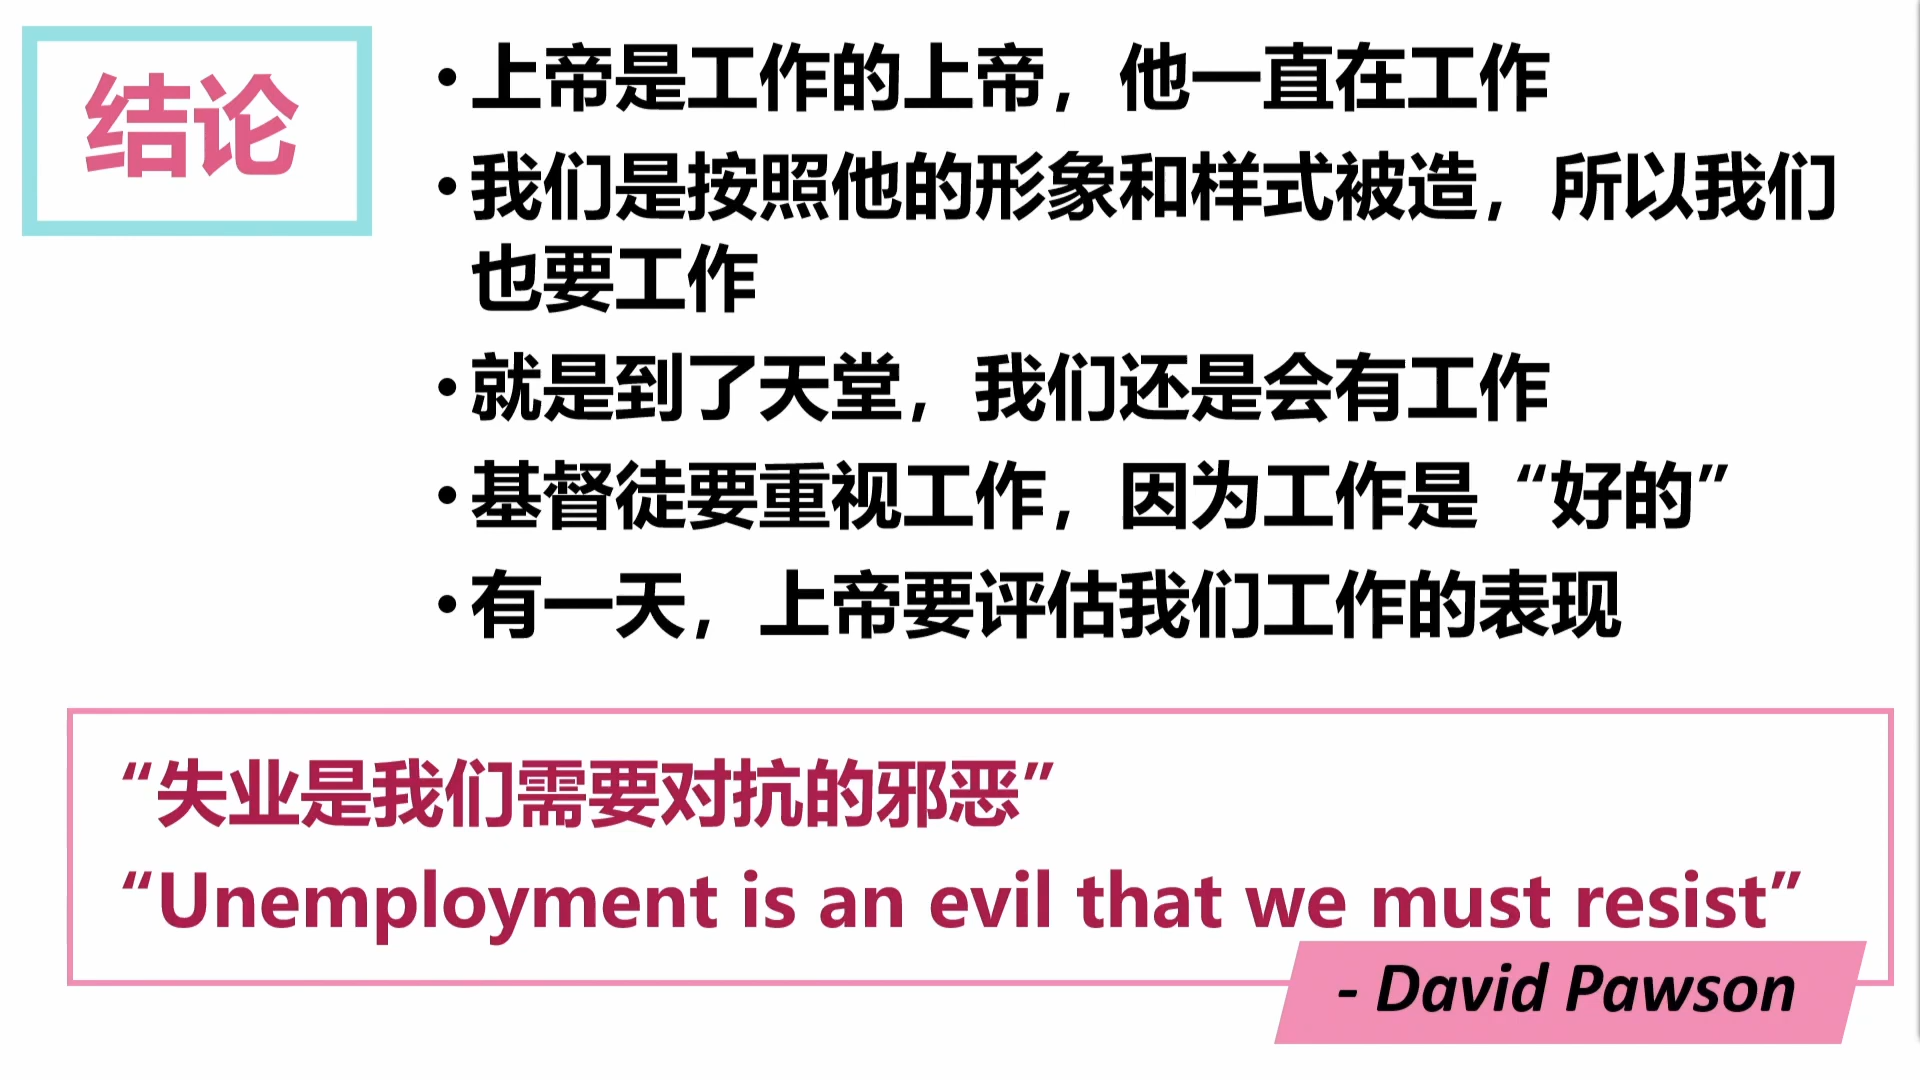 结论
•上帝是工作的上帝，他一直在工作
•我们是按照他的形象和样式被造，所以我们
也要工作
•就是到了天堂，我们还是会有工作
•基督徒要重视工作，因为工作是“好的”
•有一天，上帝要评估我们工作的表现
“失业是我们需要对抗的邪恶”
“Unemployment is an evil that we must resist”
- David Pawson